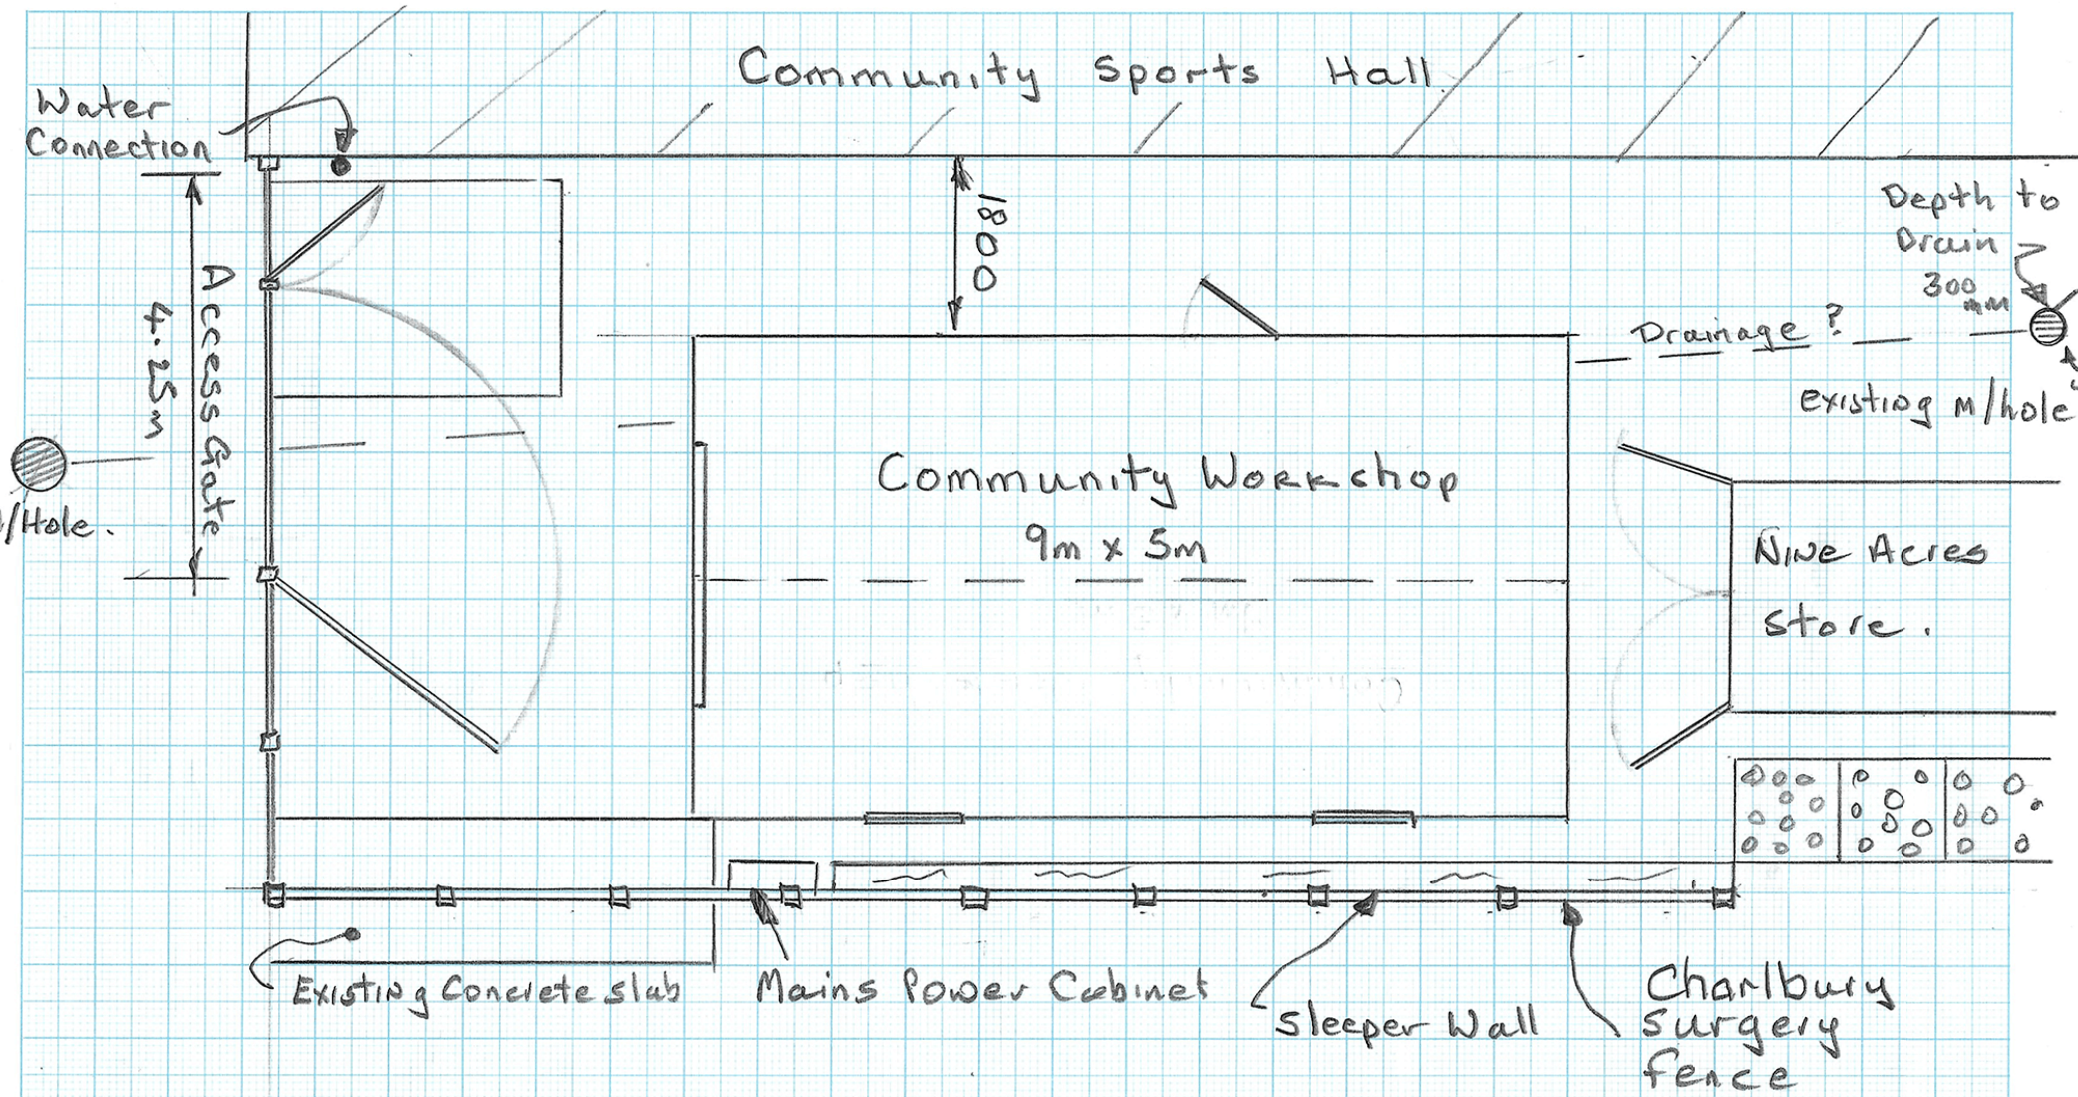 Community Sports Hall
Water
Connection
1800
Depth to
Drain
300
mm
Drainage ?
existing m/hole
Access Gate
4.25m
/Hole.
Community Workshop
9m x 5m
Nine Acres
Store.
Existing Concrete slab
Mains Power Cabinet
Sleeper Wall
Charlbury
Surgery
fence